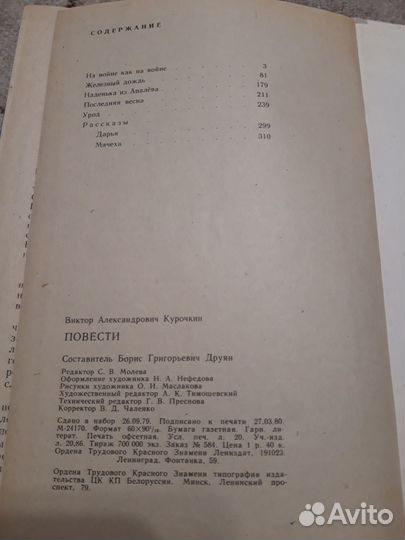 СОДЕРЖАНИЕ
На войне как на войне 3
Железный дождь 81
Наденька из Апалёва 179
Последняя весна 211
Урод 239
Рассказы
Дарья 299
Мачеха 310
Виктор Александрович Курочкин
ПОВЕСТИ
Составитель Борис Григорьевич Друян
Редактор С. В. Молева
Оформление художника Н. А. Нефедова
Рисунки художника О. И. Маслакова
Художественный редактор А. К. Тимошевский
Технический редактор Г. В. Преснова
Корректор В. Д. Чаленко
Сдано в набор 26.09.79. Подписано к печати 27.03.80.
М-24170. Формат 60×90¹/₁₆. Бумага газетная. Гарн. ли-
терат. Печать офсетная. Усл. печ. л. 20. Уч.-изд.
л. 20,86. Тираж 700 000 экз. Заказ № 584. Цена 1 р. 40 к.
Ордена Трудового Красного Знамени Лениздат, 191023,
Ленинград, Фонтанка, 59.
Ордена Трудового Красного Знамени типография изда-
тельства ЦК КП Белоруссии. Минск, Ленинский про-
спект, 79.
Avito